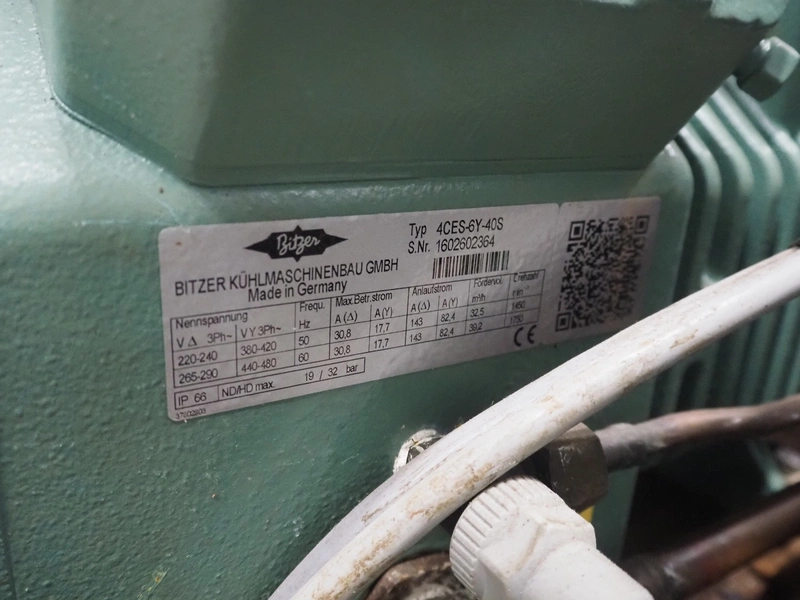 Bitzer
Typ 4CES-6Y-40S
S.Nr. 1602602364
BITZER KÜHLMASCHINENBAU GMBH
Made in Germany
Nennspannung Frequ. Max.Betr.strom Anlaufstrom Förderleist. Drehzahl
V Δ 3Ph~ V Y 3Ph~ Hz A (Δ) A (Y) A (Δ) A (Y) m³/h min
220-240 380-420 50 30,8 17,7 143 82,4 32,5 1450
265-290 440-480 60 30,8 17,7 143 82,4 39,2 1750
IP 66 ND/HD max. 19 / 32 bar CE